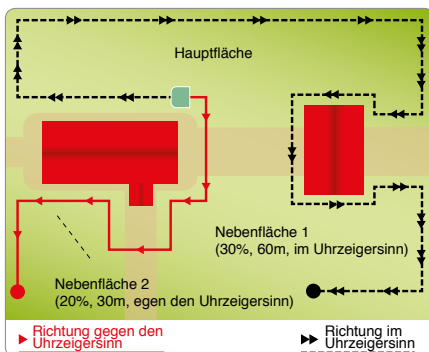 Hauptfläche
Nebenfläche 1
(30%, 60m, im Uhrzeigersinn)
Nebenfläche 2
(20%, 30m, egen den Uhrzeigersinn)
Richtung gegen den
Uhrzeigersinn
Richtung im
Uhrzeigersinn